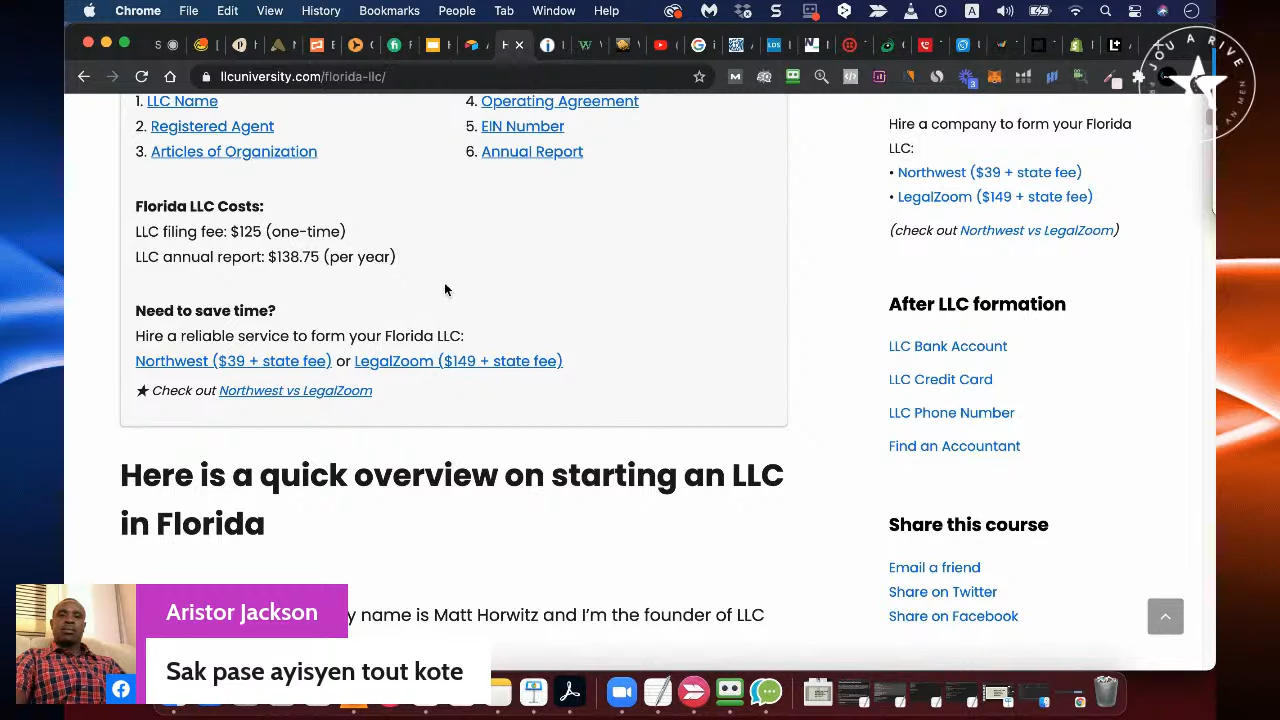 Chrome File Edit View History Bookmarks People Tab Window Help
llcuniversity.com/florida-llc/
1. LLC Name
2. Registered Agent
3. Articles of Organization
4. Operating Agreement
5. EIN Number
6. Annual Report
Florida LLC Costs:
LLC filing fee: $125 (one-time)
LLC annual report: $138.75 (per year)
Need to save time?
Hire a reliable service to form your Florida LLC:
Northwest ($39 + state fee) or LegalZoom ($149 + state fee)
★ Check out Northwest vs LegalZoom
Here is a quick overview on starting an LLC
in Florida
y name is Matt Horwitz and I’m the founder of LLC
Hire a company to form your Florida
LLC:
• Northwest ($39 + state fee)
• LegalZoom ($149 + state fee)
(check out Northwest vs LegalZoom)
After LLC formation
LLC Bank Account
LLC Credit Card
LLC Phone Number
Find an Accountant
Share this course
Email a friend
Share on Twitter
Share on Facebook
Aristor Jackson
Sak pase ayisyen tout kote
JOU A RIVE